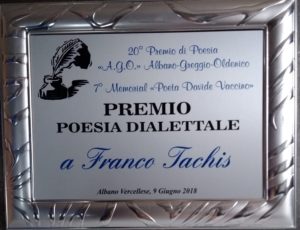 20° Premio di Poesia
«A.G.O.» Albano-Greggio-Oldenico
7° Memorial «Poeta Davide Vaccino»
PREMIO
POESIA DIALETTALE
a Franco Tachis
Albano Vercellese, 9 Giugno 2018